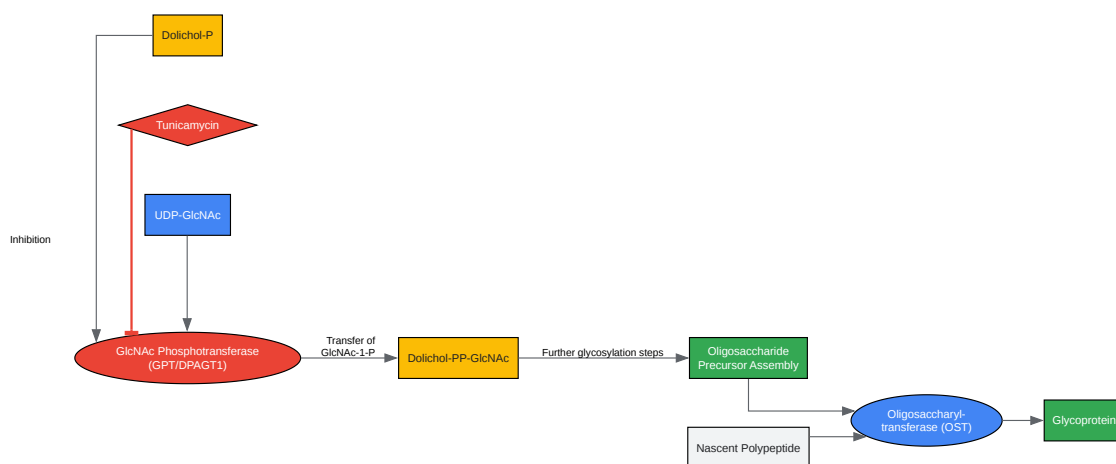 Dolichol-P
Tunicamycin
UDP-GlcNAc
Inhibition
GlcNAc Phosphotransferase
(GPT/DPAGT1)
Transfer of
GlcNAc-1-P
Dolichol-PP-GlcNAc
Further glycosylation steps
Oligosaccharide
Precursor Assembly
Nascent Polypeptide
Oligosaccharyl-
transferase (OST)
Glycoprotein